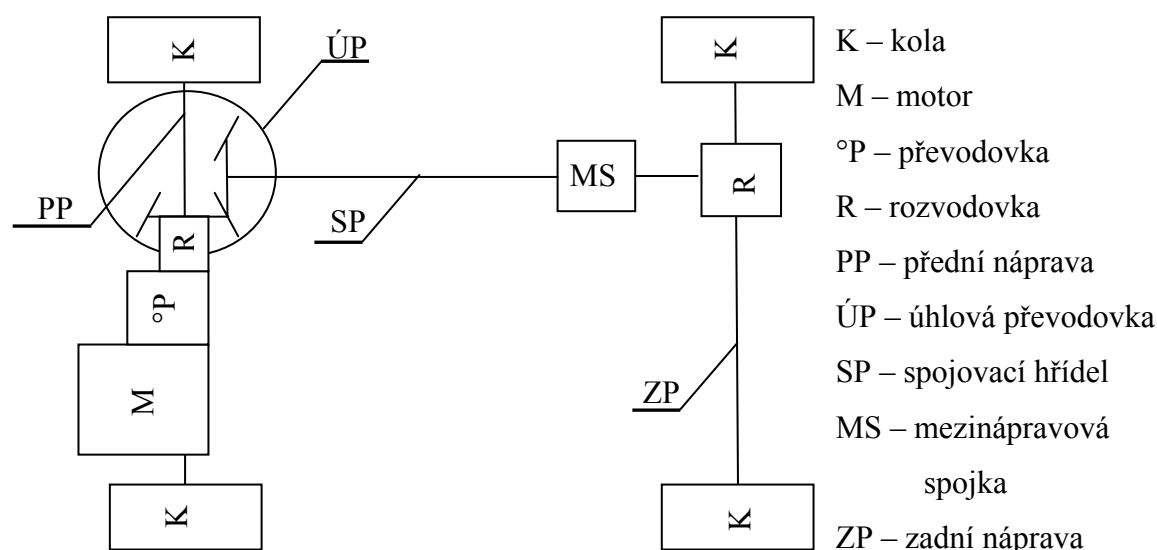 K
ÚP
K
K – kola
M – motor
°P – převodovka
R – rozvodovka
PP – přední náprava
ÚP – úhlová převodovka
SP – spojovací hřídel
MS – mezinápravová
spojka
ZP – zadní náprava
MS
R
PP
SP
R
°P
M
ZP
K
K